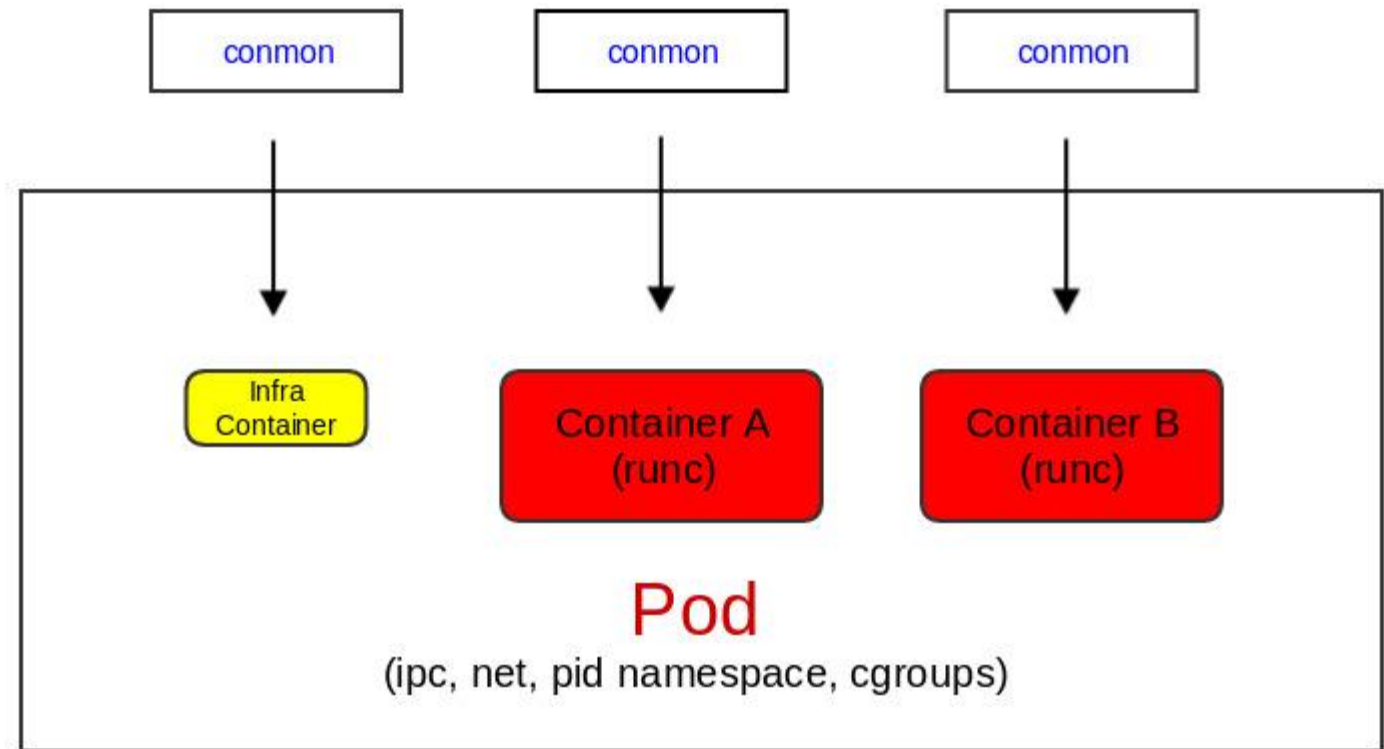 conmon
conmon
conmon
Infra
Container
Container A
(runc)
Container B
(runc)
Pod
(ipc, net, pid namespace, cgroups)